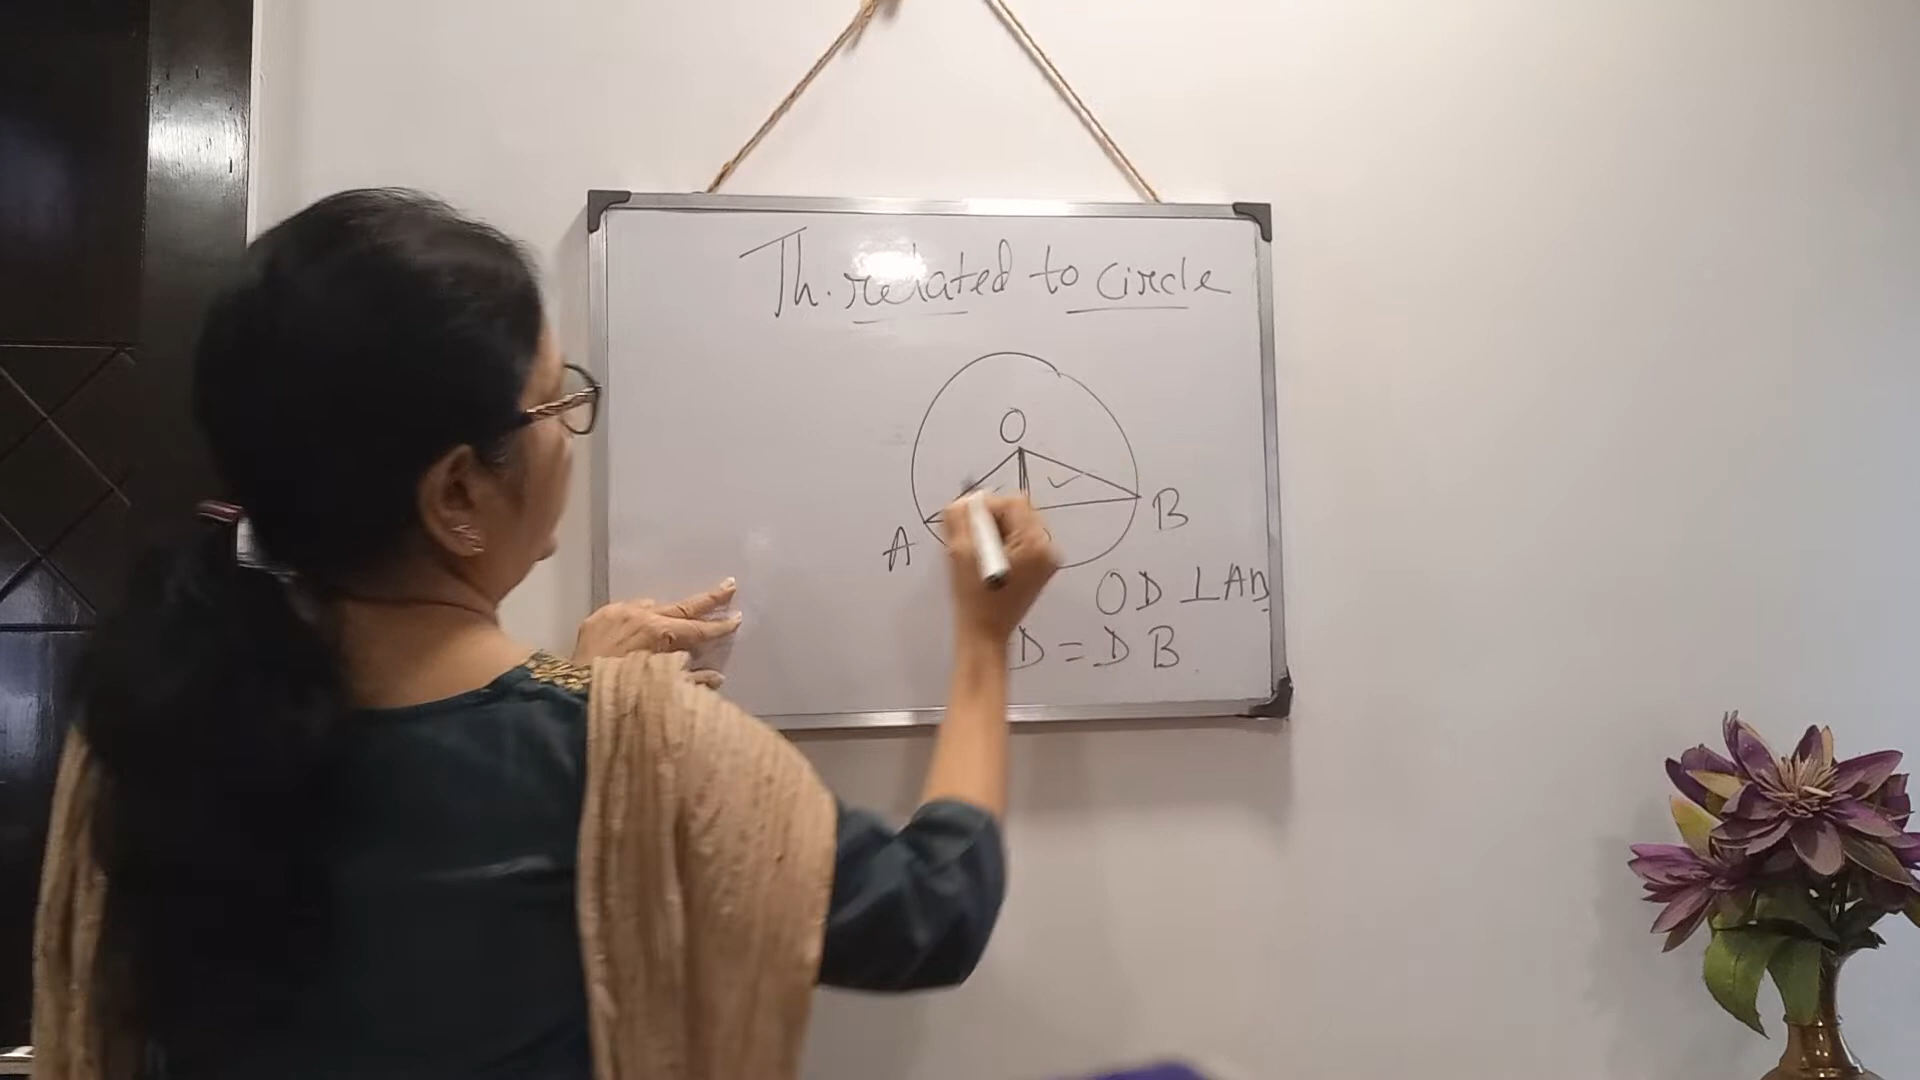 Th. related to circle
O
A
B
OD ⊥ AB
D = DB